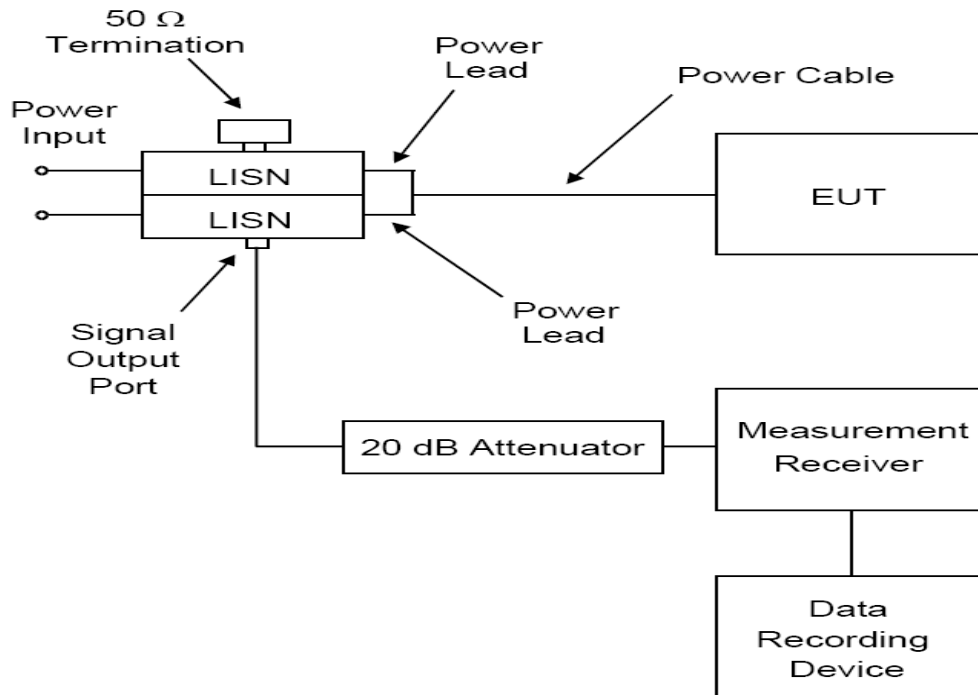 50 Ω
Termination
Power
Input
LISN
LISN
Power
Lead
Power Cable
EUT
Signal
Output
Port
Power
Lead
20 dB Attenuator
Measurement
Receiver
Data
Recording
Device